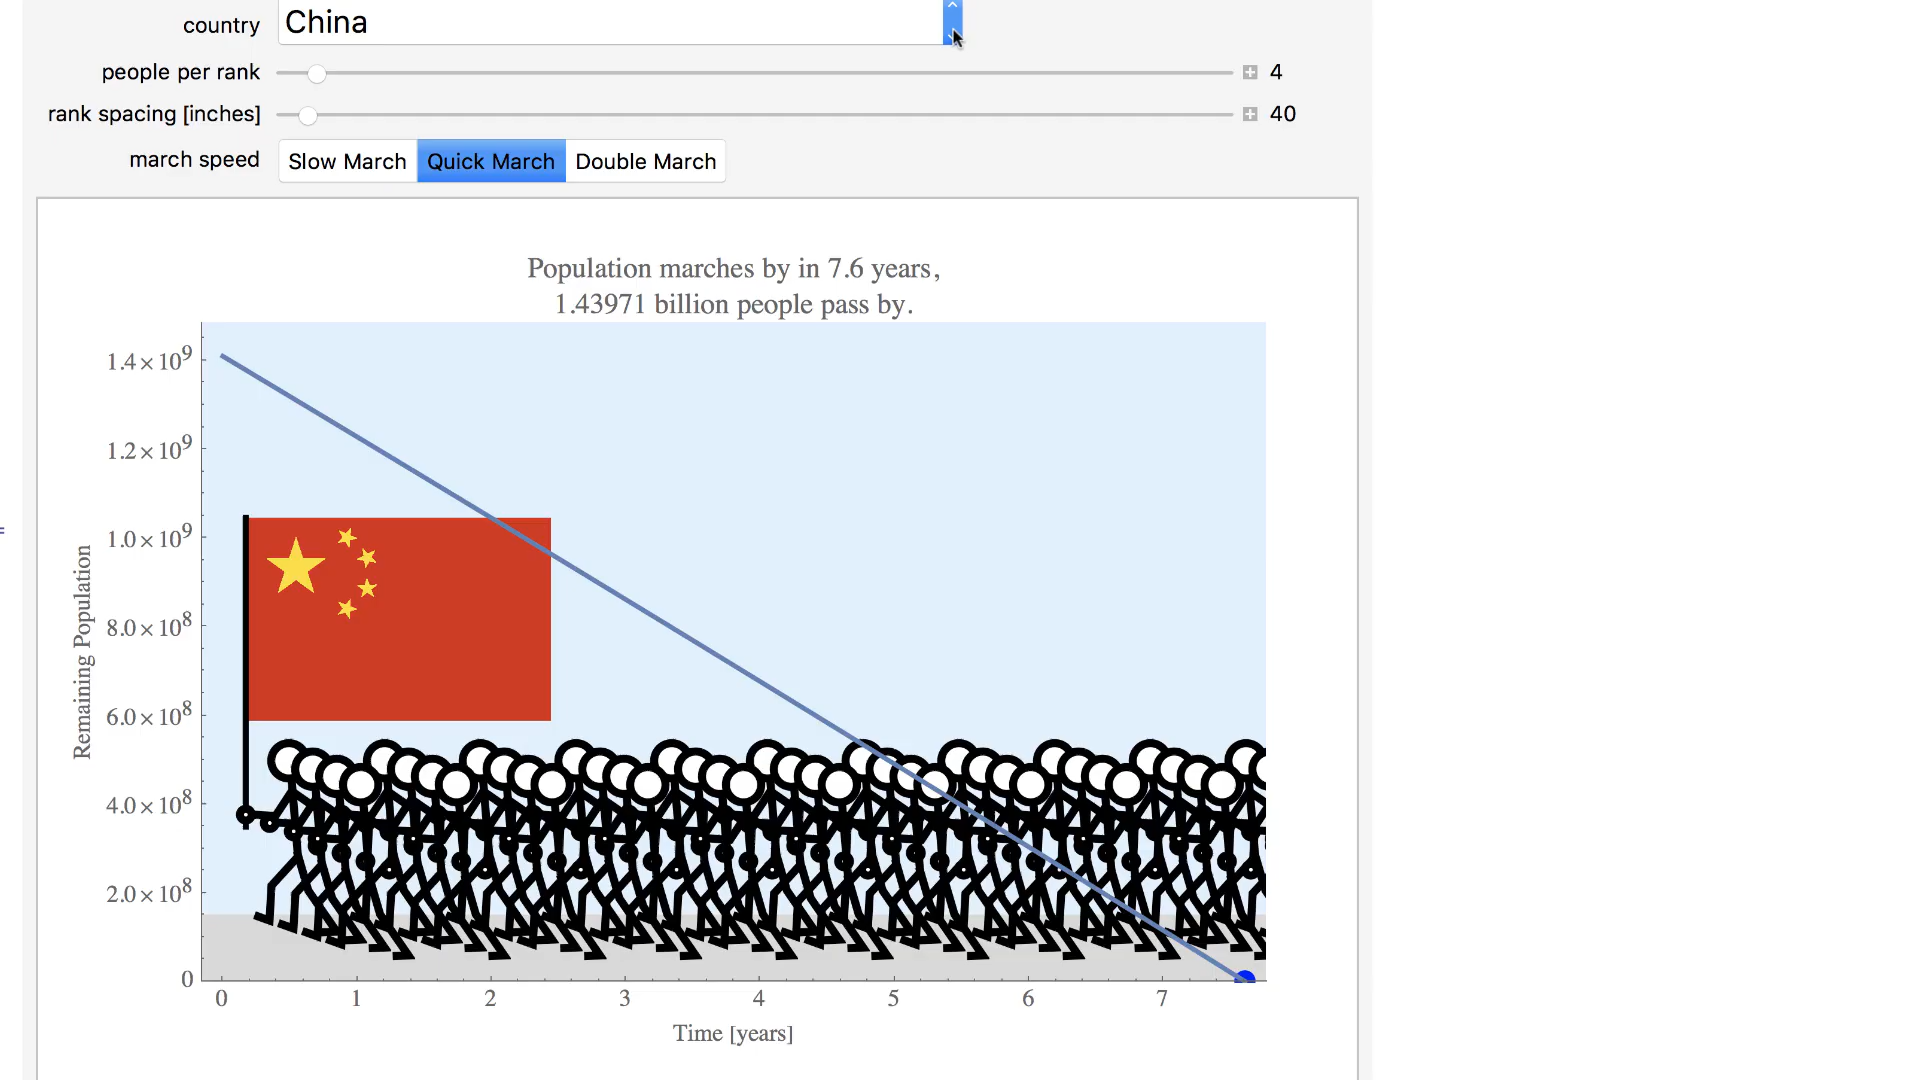 country China
people per rank 4
rank spacing [inches] 40
march speed Slow March Quick March Double March
Population marches by in 7.6 years,
1.43971 billion people pass by.
1.4×10⁹
1.2×10⁹
1.0×10⁹
8.0×10⁸
6.0×10⁸
4.0×10⁸
2.0×10⁸
0
Remaining Population
0 1 2 3 4 5 6 7
Time [years]